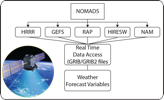 NOMADS
HRRR GEFS RAP HIRESW NAM
Real Time
Data Access
(GRIB/GRIB2 files)
Weather
Forecast Variables